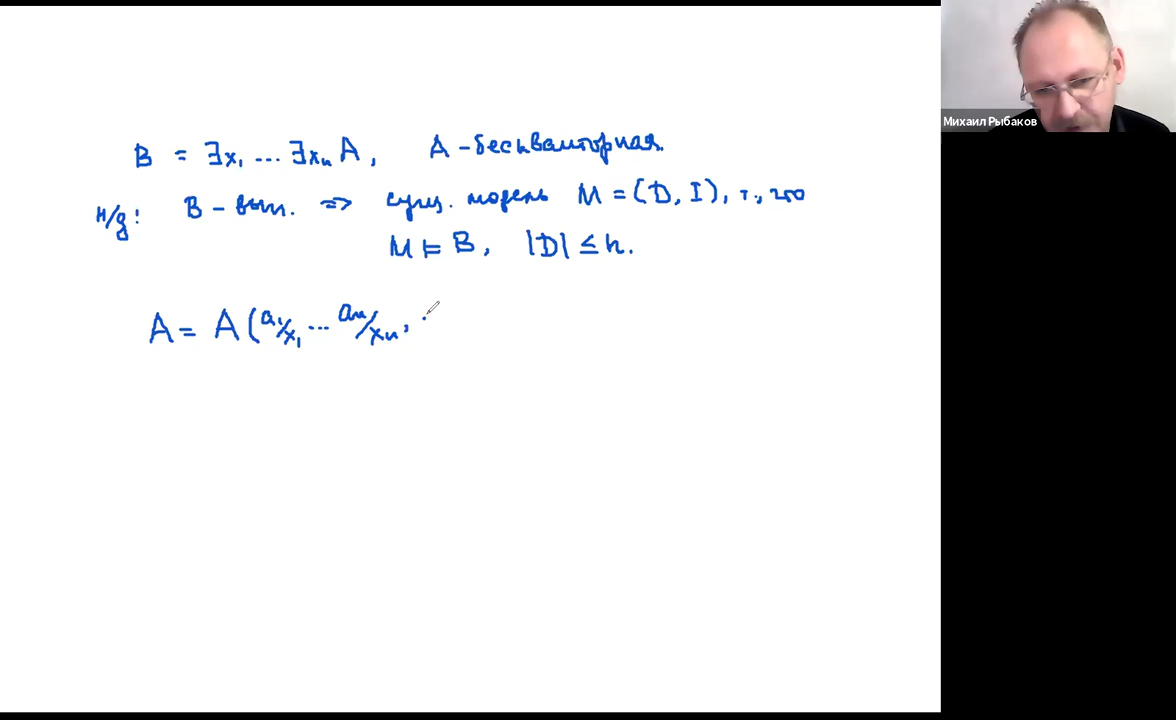 B = ∃x₁ ... ∃xₙ A, A - бескванторная.
н/д: B - вып. ⇒ сущ. модель M = (D, I), т., что
M ⊨ B, |D| ≤ n.
A = A(a₁/x₁ ... aₙ/xₙ, .
Михаил Рыбаков